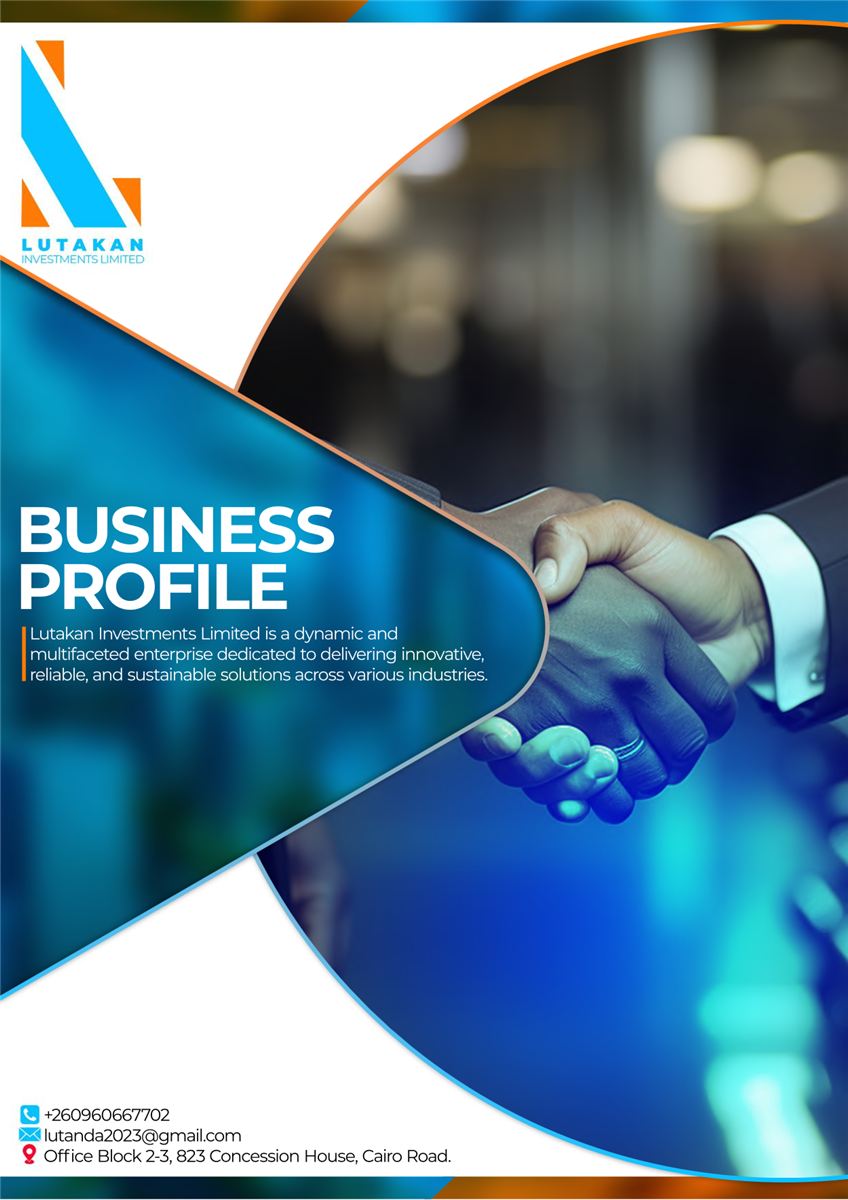 LUTAKAN
INVESTMENTS LIMITED
BUSINESS
PROFILE
Lutakan Investments Limited is a dynamic and
multifaceted enterprise dedicated to delivering innovative,
reliable, and sustainable solutions across various industries.
+260960667702
lutanda2023@gmail.com
Office Block 2-3, 823 Concession House, Cairo Road.